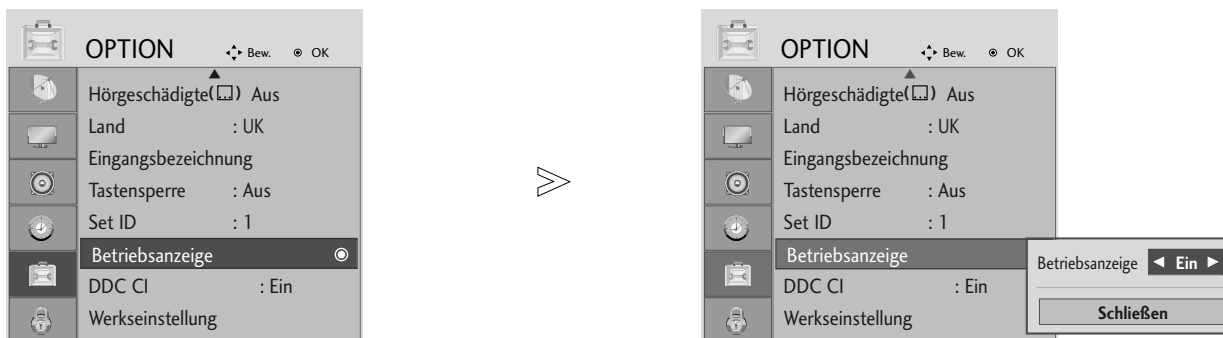 OPTION Bew. OK
Hörgeschädigte( ) Aus
Land : UK
Eingangsbezeichnung
Tastensperre : Aus
Set ID : 1
Betriebsanzeige
DDC CI : Ein
Werkseinstellung
OPTION Bew. OK
Hörgeschädigte( ) Aus
Land : UK
Eingangsbezeichnung
Tastensperre : Aus
Set ID : 1
Betriebsanzeige
DDC CI : Ein
Werkseinstellung
Betriebsanzeige ◄ Ein ►
Schließen